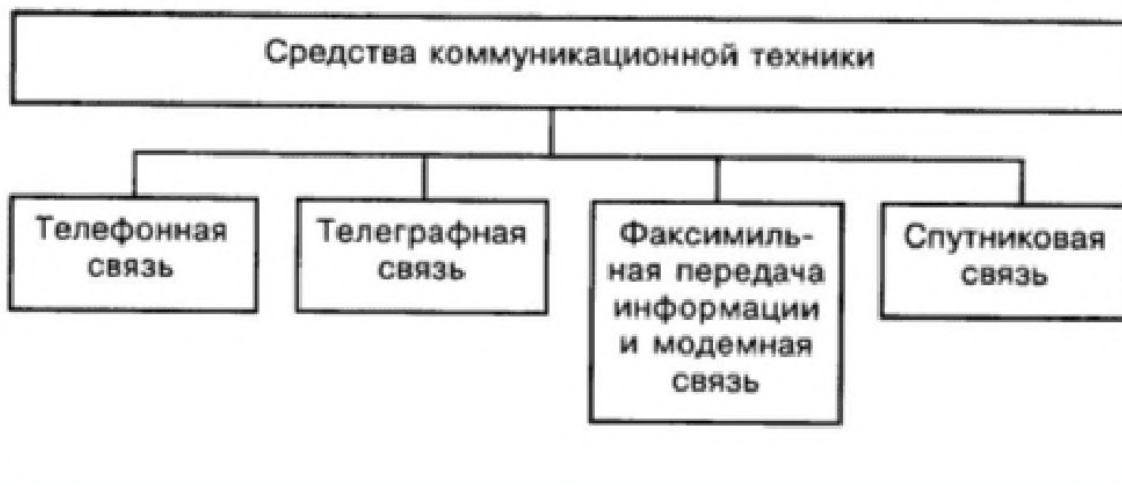 Средства коммуникационной техники
Телефонная
связь
Телеграфная
связь
Факсимиль-
ная передача
информации
и модемная
связь
Спутниковая
связь